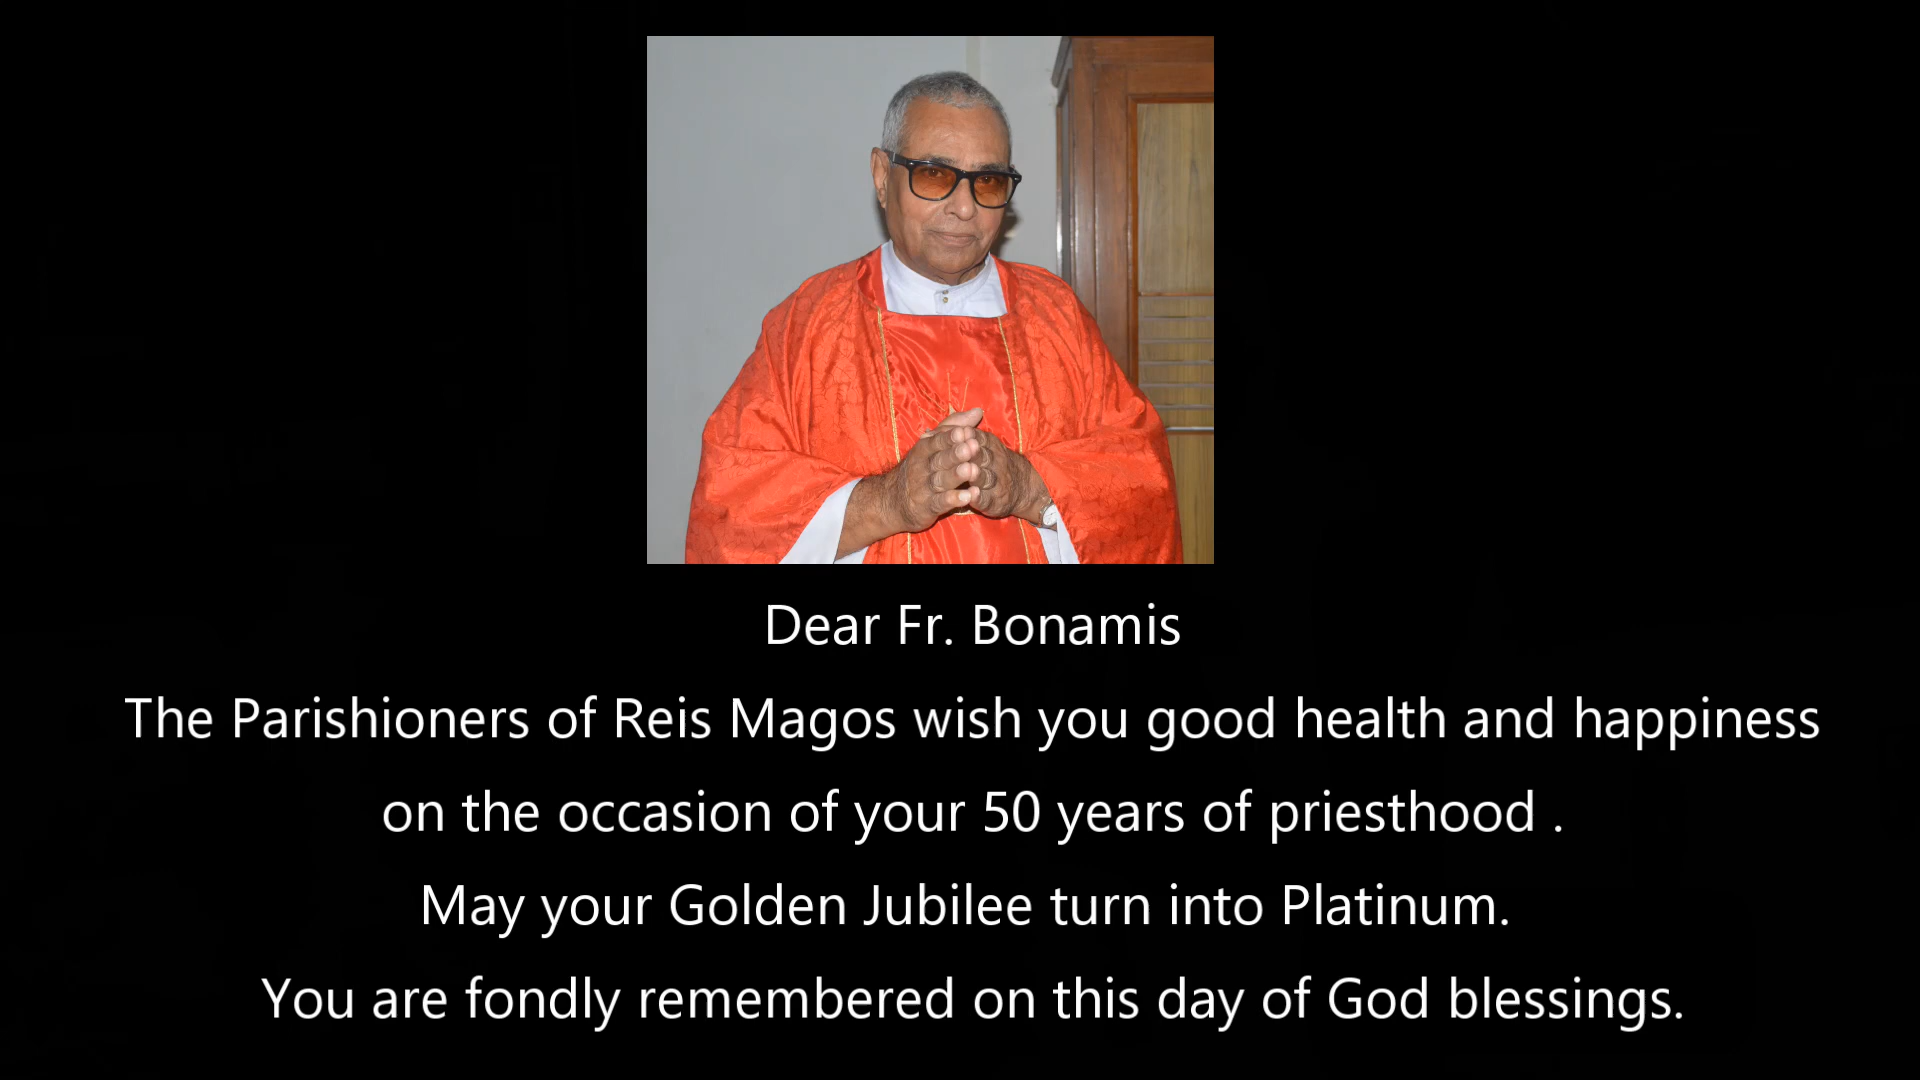 Dear Fr. Bonamis
The Parishioners of Reis Magos wish you good health and happiness
on the occasion of your 50 years of priesthood .
May your Golden Jubilee turn into Platinum.
You are fondly remembered on this day of God blessings.